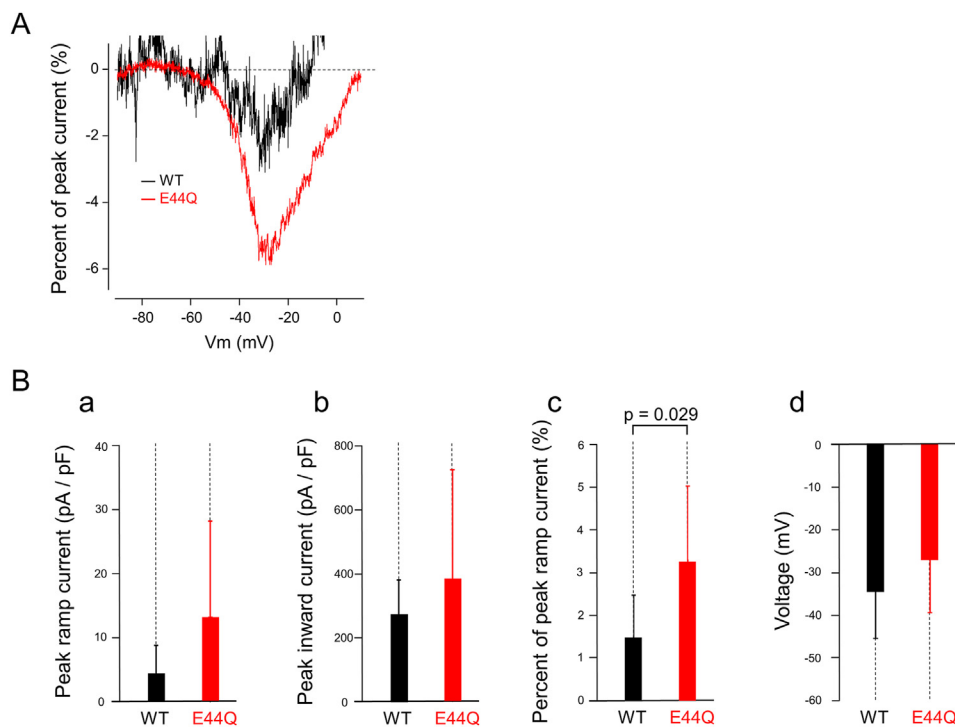 A
Percent of peak current (%)
0
-2
-4
-6
WT
E44Q
-80
-60
-40
-20
0
Vm (mV)
B
a
Peak ramp current (pA / pF)
40
30
20
10
0
WT
E44Q
b
Peak inward current (pA / pF)
800
600
400
200
0
WT
E44Q
c
p = 0.029
Percent of peak ramp current (%)
6
5
4
3
2
1
0
WT
E44Q
d
Voltage (mV)
0
-10
-20
-30
-40
-50
-60
WT
E44Q